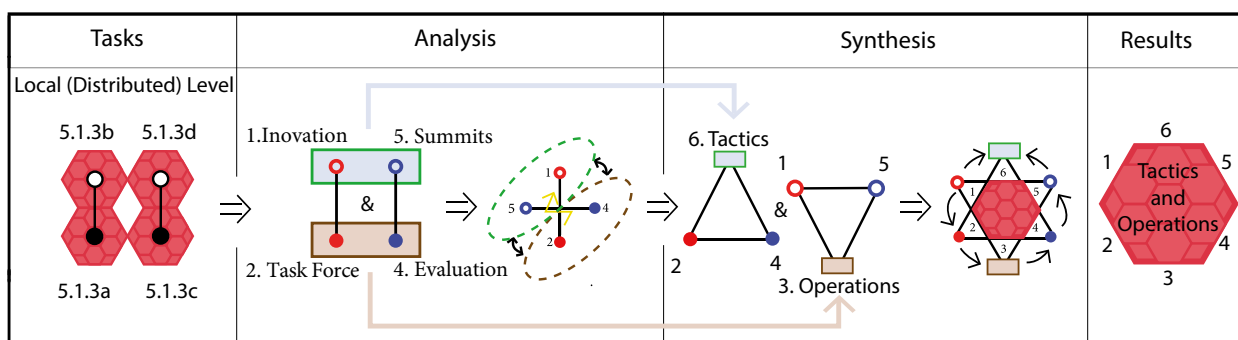 Tasks
Analysis
Synthesis
Results
Local (Distributed) Level
5.1.3b
5.1.3d
5.1.3a
5.1.3c
1.Inovation
5. Summits
&
2. Task Force
4. Evaluation
1
5
4
2
6. Tactics
2
4
&
1
5
3. Operations
6
1
5
2
4
3
6
1
5
Tactics
and
Operations
2
4
3